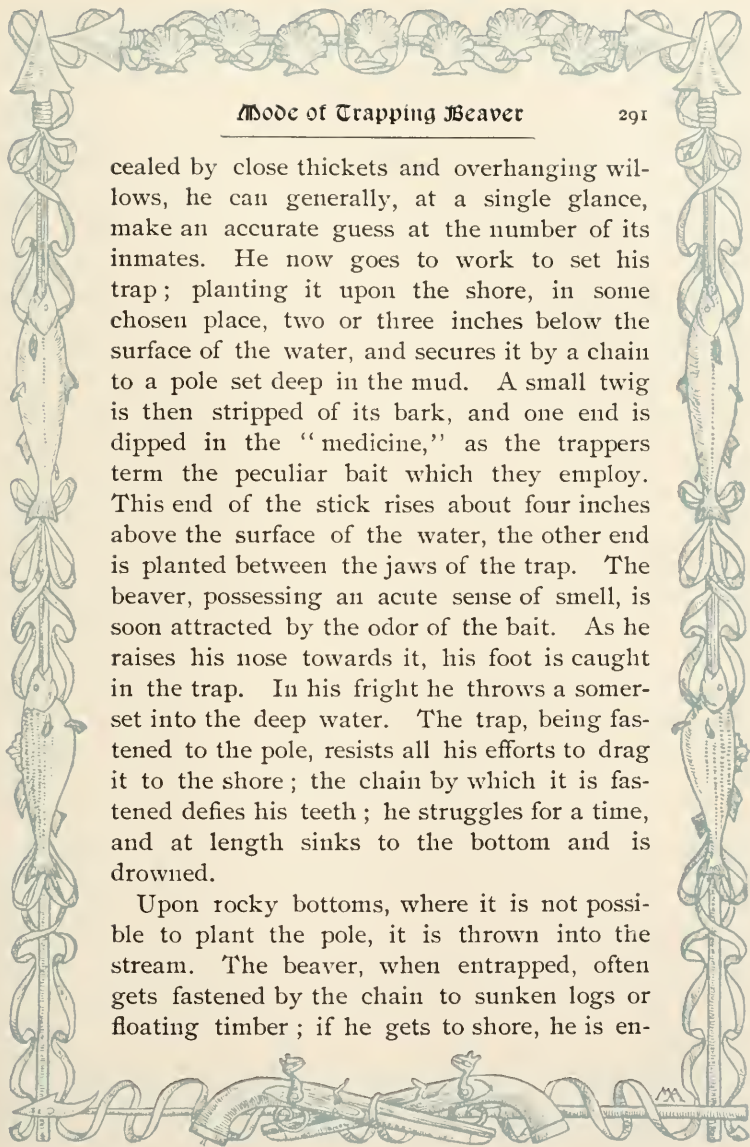 Mode of Trapping Beaver 291
cealed by close thickets and overhanging wil-
lows, he can generally, at a single glance,
make an accurate guess at the number of its
inmates. He now goes to work to set his
trap ; planting it upon the shore, in some
chosen place, two or three inches below the
surface of the water, and secures it by a chain
to a pole set deep in the mud. A small twig
is then stripped of its bark, and one end is
dipped in the “medicine,” as the trappers
term the peculiar bait which they employ.
This end of the stick rises about four inches
above the surface of the water, the other end
is planted between the jaws of the trap. The
beaver, possessing an acute sense of smell, is
soon attracted by the odor of the bait. As he
raises his nose towards it, his foot is caught
in the trap. In his fright he throws a somer-
set into the deep water. The trap, being fas-
tened to the pole, resists all his efforts to drag
it to the shore ; the chain by which it is fas-
tened defies his teeth ; he struggles for a time,
and at length sinks to the bottom and is
drowned.
Upon rocky bottoms, where it is not possi-
ble to plant the pole, it is thrown into the
stream. The beaver, when entrapped, often
gets fastened by the chain to sunken logs or
floating timber ; if he gets to shore, he is en-